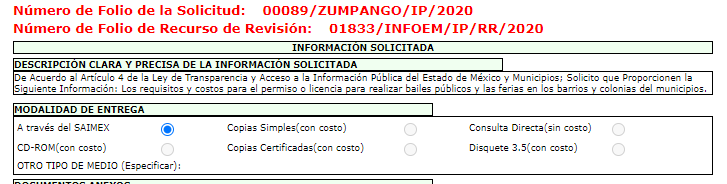 Número de Folio de la Solicitud: 00089/ZUMPANGO/IP/2020
Número de Folio de Recurso de Revisión: 01833/INFOEM/IP/RR/2020
INFORMACIÓN SOLICITADA
DESCRIPCIÓN CLARA Y PRECISA DE LA INFORMACIÓN SOLICITADA
De Acuerdo al Artículo 4 de la Ley de Transparencia y Acceso a la Información Pública del Estado de México y Municipios; Solicito que Proporcionen la
Siguiente Información: Los requisitos y costos para el permiso o licencia para realizar bailes públicos y las ferias en los barrios y colonias del municipios.
MODALIDAD DE ENTREGA
A través del SAIMEX Copias Simples(con costo) Consulta Directa(sin costo)
CD-ROM(con costo) Copias Certificadas(con costo) Disquete 3.5(con costo)
OTRO TIPO DE MEDIO (Especificar):
DOCUMENTOS ANEXOS